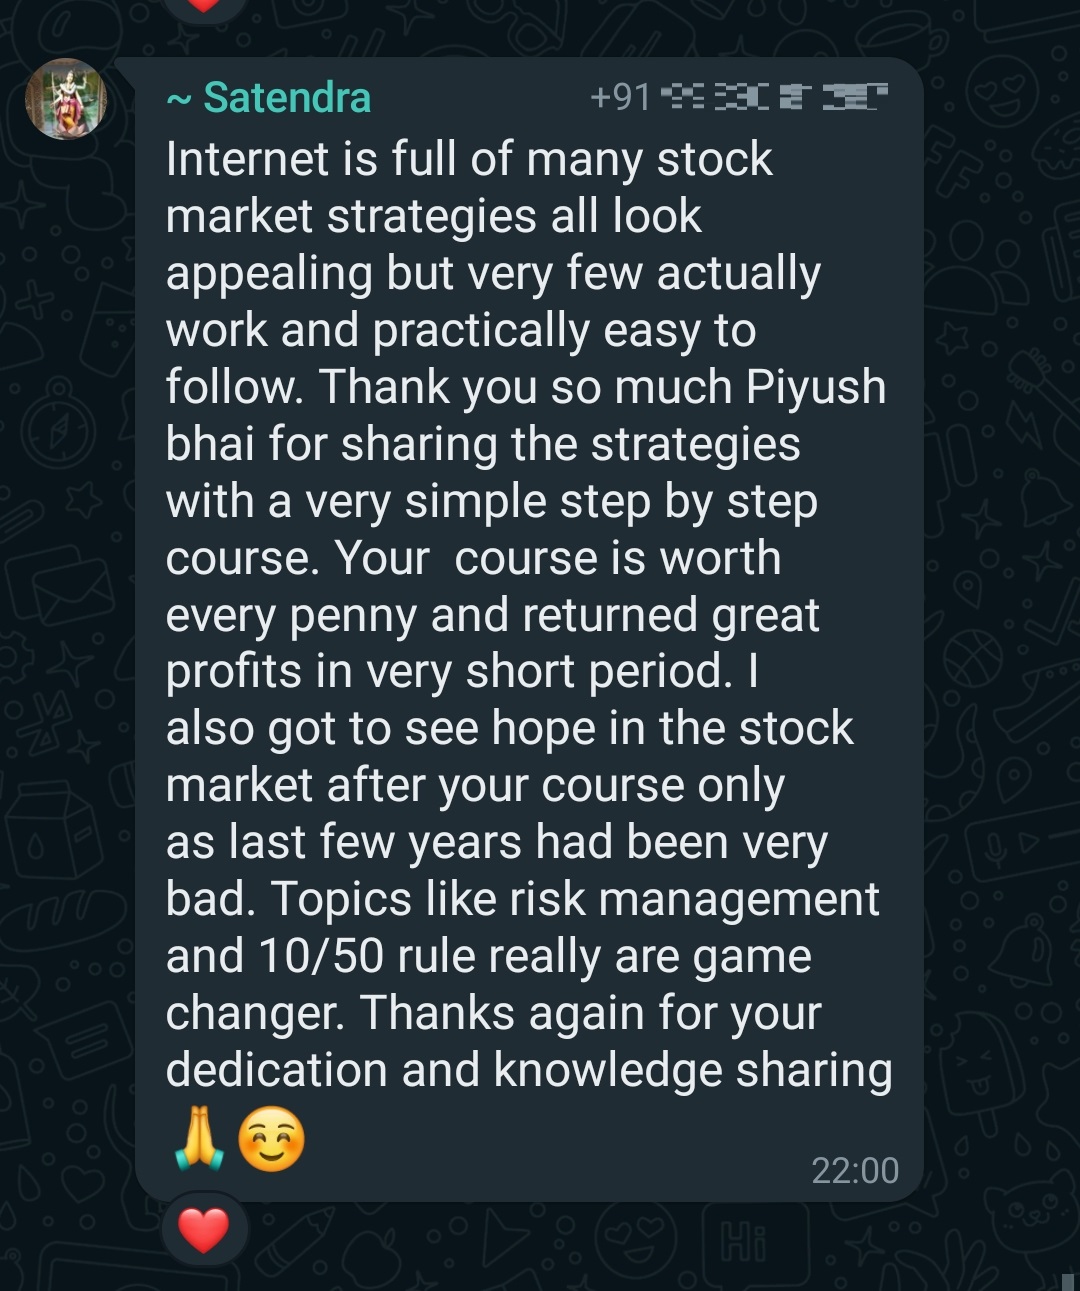 ~ Satendra +91
Internet is full of many stock
market strategies all look
appealing but very few actually
work and practically easy to
follow. Thank you so much Piyush
bhai for sharing the strategies
with a very simple step by step
course. Your  course is worth
every penny and returned great
profits in very short period. I
also got to see hope in the stock
market after your course only
as last few years had been very
bad. Topics like risk management
and 10/50 rule really are game
changer. Thanks again for your
dedication and knowledge sharing
🙏☺️
22:00
❤️